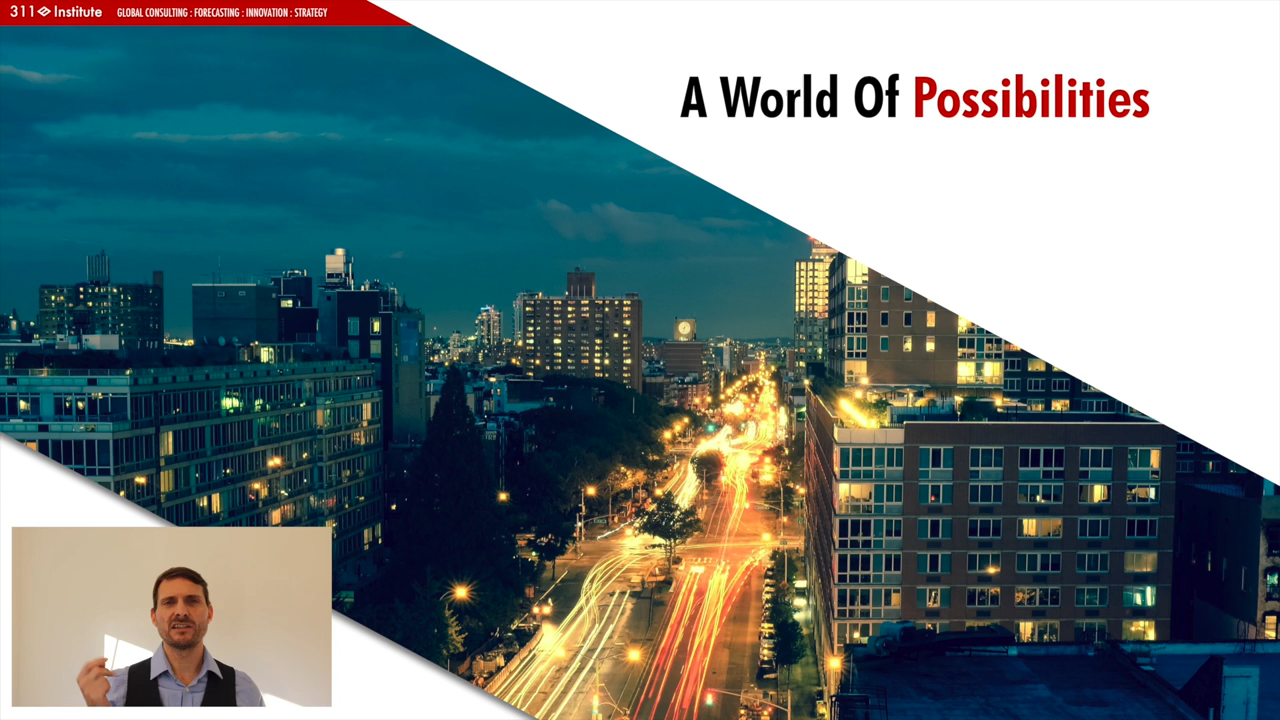 311 Institute GLOBAL CONSULTING : FORECASTING : INNOVATION : STRATEGY
A World Of Possibilities